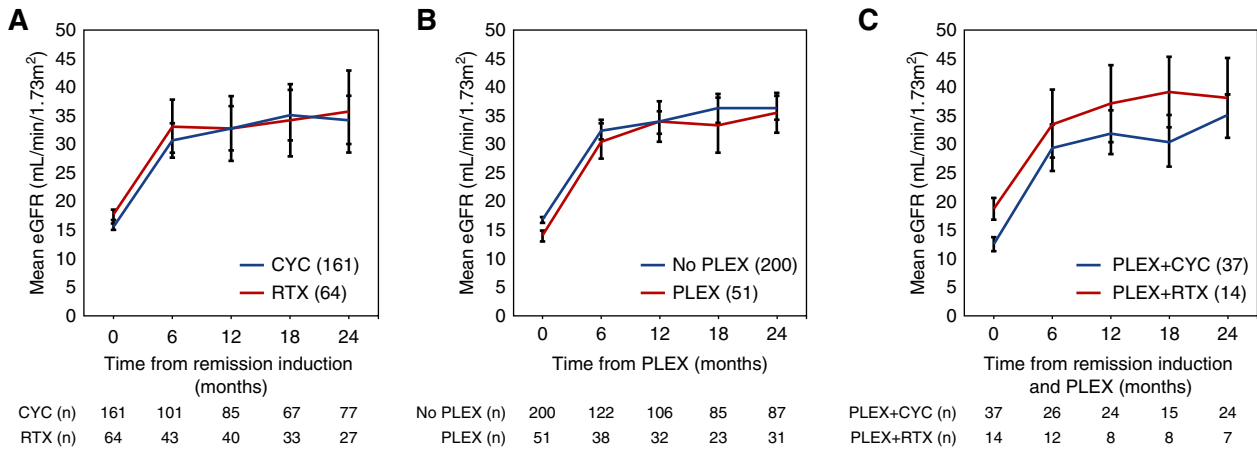 A
Mean eGFR (mL/min/1.73m²)
50
45
40
35
30
25
20
15
10
5
0
CYC (161)
RTX (64)
0 6 12 18 24
Time from remission induction
(months)
CYC (n) 161 101 85 67 77
RTX (n) 64 43 40 33 27
B
Mean eGFR (mL/min/1.73m²)
50
45
40
35
30
25
20
15
10
5
0
No PLEX (200)
PLEX (51)
0 6 12 18 24
Time from PLEX (months)
No PLEX (n) 200 122 106 85 87
PLEX (n) 51 38 32 23 31
C
Mean eGFR (mL/min/1.73m²)
50
45
40
35
30
25
20
15
10
5
0
PLEX+CYC (37)
PLEX+RTX (14)
0 6 12 18 24
Time from remission induction
and PLEX (months)
PLEX+CYC (n) 37 26 24 15 24
PLEX+RTX (n) 14 12 8 8 7